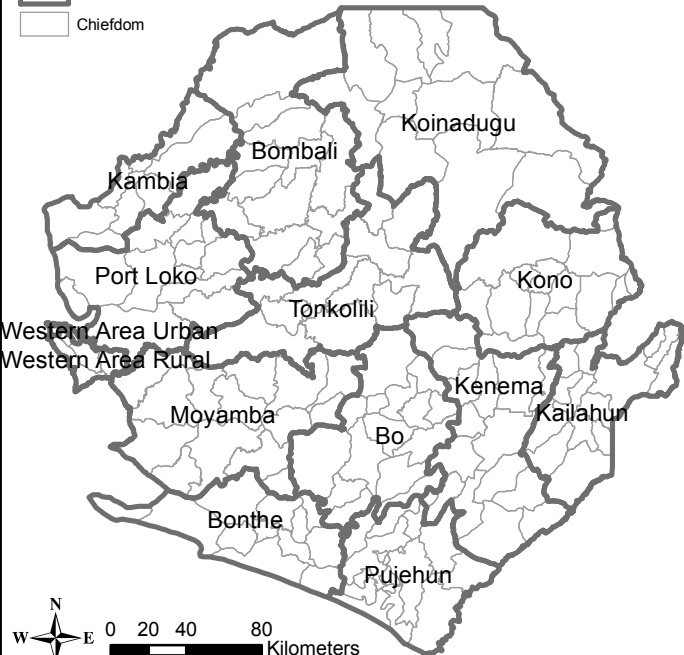 Chiefdom
Koinadugu
Bombali
Kambia
Port Loko
Kono
Tonkolili
Western Area Urban
Western Area Rural
Kenema
Kailahun
Moyamba
Bo
Bonthe
Pujehun
N
W E
S
0 20 40 80
Kilometers